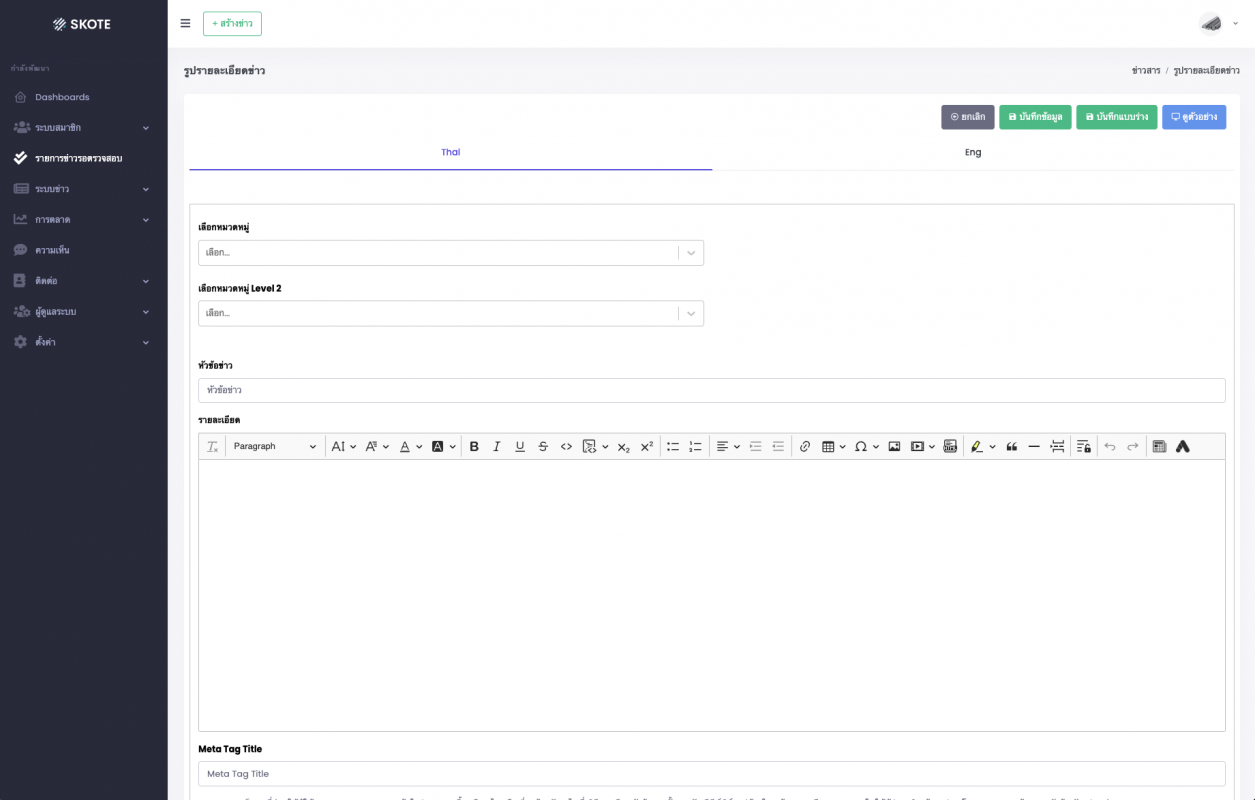 SKOTE
+ สร้างข่าว
กำลังพัฒนา
รูปรายละเอียดข่าว
ข่าวสาร / รูปรายละเอียดข่าว
Dashboards
ระบบสมาชิก
รายการข่าวรอตรวจสอบ
ระบบข่าว
การตลาด
ความเห็น
ติดต่อ
ผู้ดูแลระบบ
ตั้งค่า
ยกเลิก
บันทึกข้อมูล
บันทึกแบบร่าง
ดูตัวอย่าง
Thai
Eng
เลือกหมวดหมู่
เลือก...
เลือกหมวดหมู่ Level 2
เลือก...
หัวข้อข่าว
หัวข้อข่าว
รายละเอียด
Paragraph
Meta Tag Title
Meta Tag Title